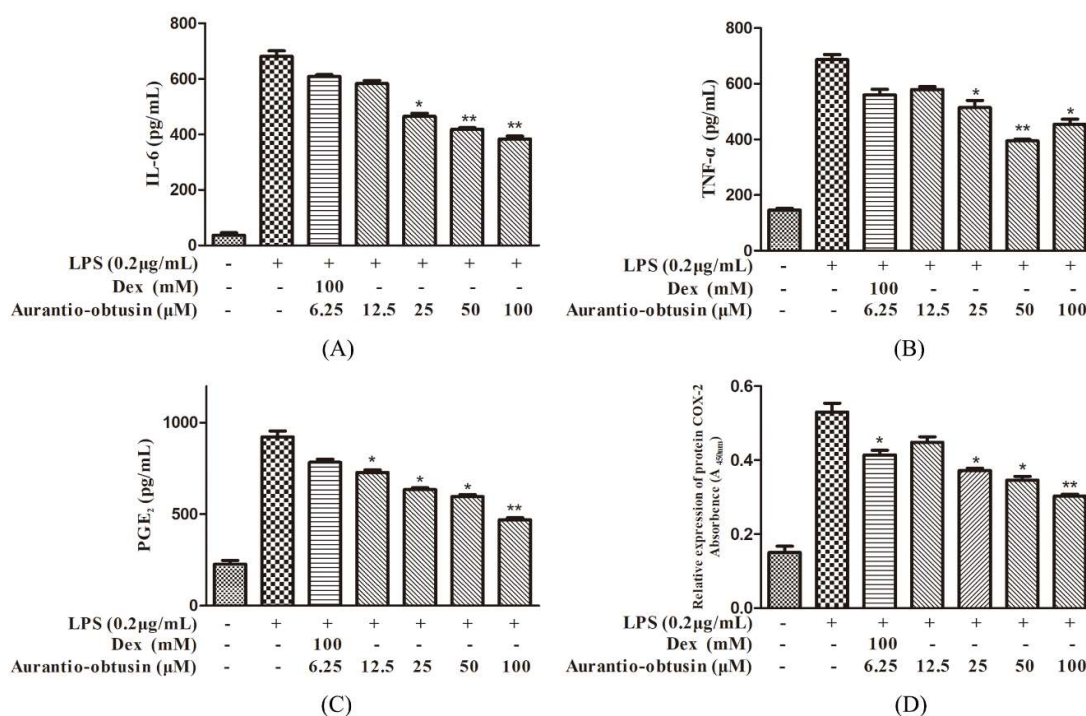 800
600
400
200
0
IL-6 (pg/mL)
*
**
**
LPS (0.2μg/mL) - + + + + + +
Dex (mM) - - 100 - - - -
Aurantio-obtusin (μM) - - 6.25 12.5 25 50 100
(A)
800
600
400
200
0
TNF-α (pg/mL)
*
**
*
LPS (0.2μg/mL) - + + + + + +
Dex (mM) - - 100 - - - -
Aurantio-obtusin (μM) - - 6.25 12.5 25 50 100
(B)
1000
500
0
PGE₂ (pg/mL)
*
*
*
**
LPS (0.2μg/mL) - + + + + + +
Dex (mM) - - 100 - - - -
Aurantio-obtusin (μM) - - 6.25 12.5 25 50 100
(C)
0.6
0.4
0.2
0.0
Relative expression of protein COX-2
Absorbence (A 450nm)
*
*
*
**
LPS (0.2μg/mL) - + + + + + +
Dex (mM) - - 100 - - - -
Aurantio-obtusin (μM) - - 6.25 12.5 25 50 100
(D)